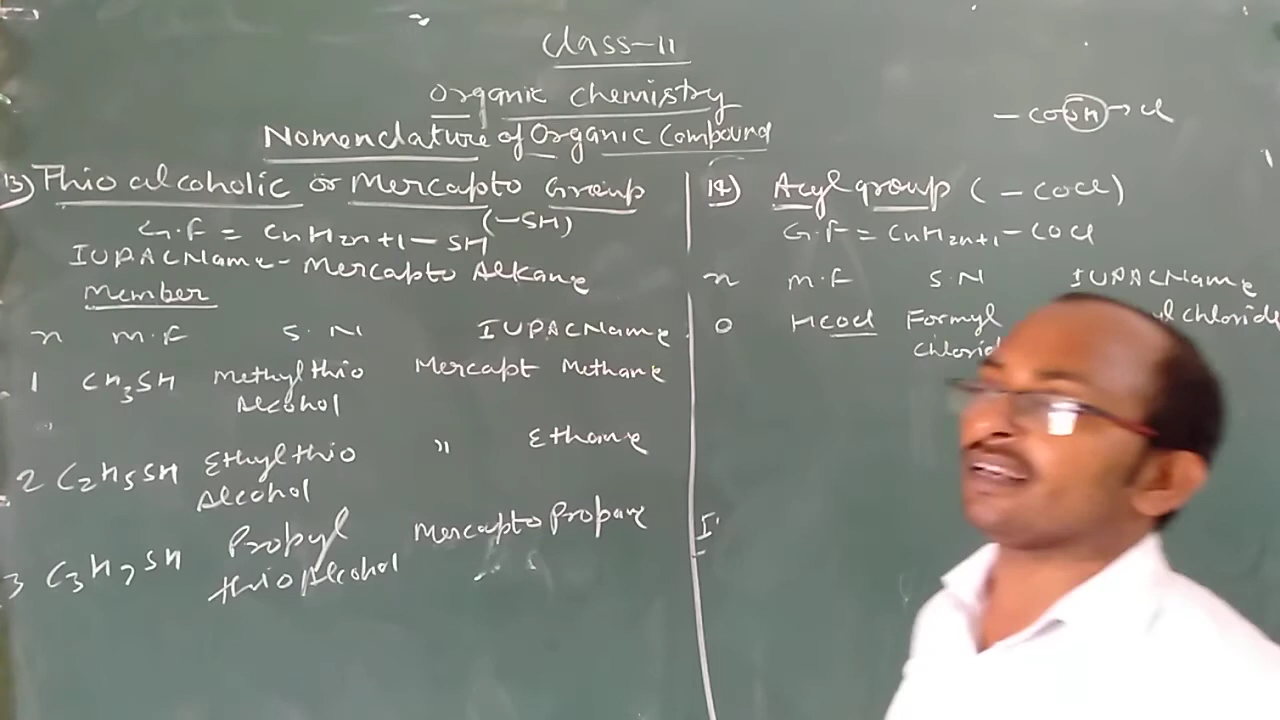 Class-11
Organic Chemistry
Nomenclature of Organic Compound
13) Thio alcoholic or Mercapto Group
(-SH)
G.F = CnH2n+1-SH
IUPAC Name- Mercapto Alkane
Member
n M.F S.N IUPAC Name
1 CH3SH Methyl thio Alcohol Mercapt Methane
2 C2H5SH Ethyl thio Alcohol " Ethane
3 C3H7SH Propyl thio Alcohol Mercapto Propane
-COOH→Cl
14) Acyl group (-COCl)
G.F = CnH2n+1-COCl
n M.F S.N IUPAC Name
0 HCOCl Formyl chloride